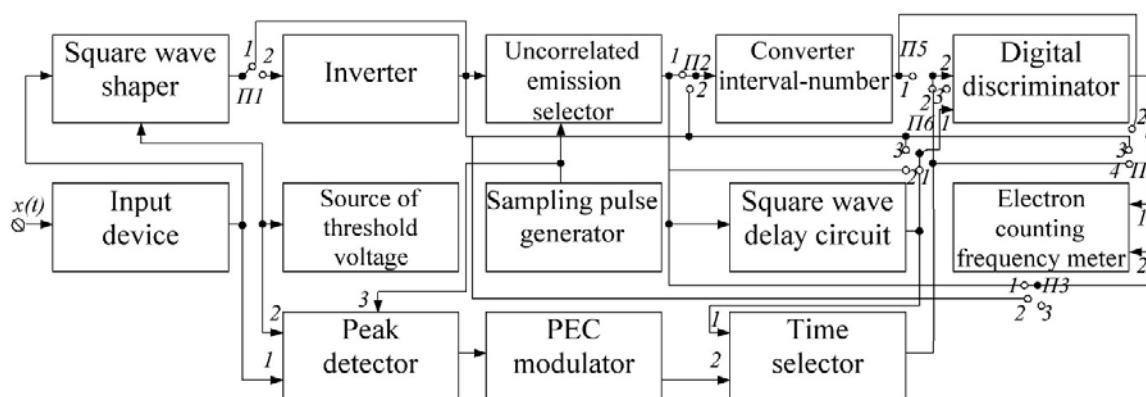 Square wave
shaper
1
2
П1
Inverter
Uncorrelated
emission
selector
1
П2
2
Converter
interval-number
П5
1
2
2
3
1
Digital
discriminator
2
П6
3
2
1
3
4
П
x(t)
Input
device
Source of
threshold
voltage
Sampling pulse
generator
Square wave
delay circuit
Electron
counting
frequency meter
1
2
1
П3
2
3
3
2
1
Peak
detector
PEC
modulator
1
2
Time
selector